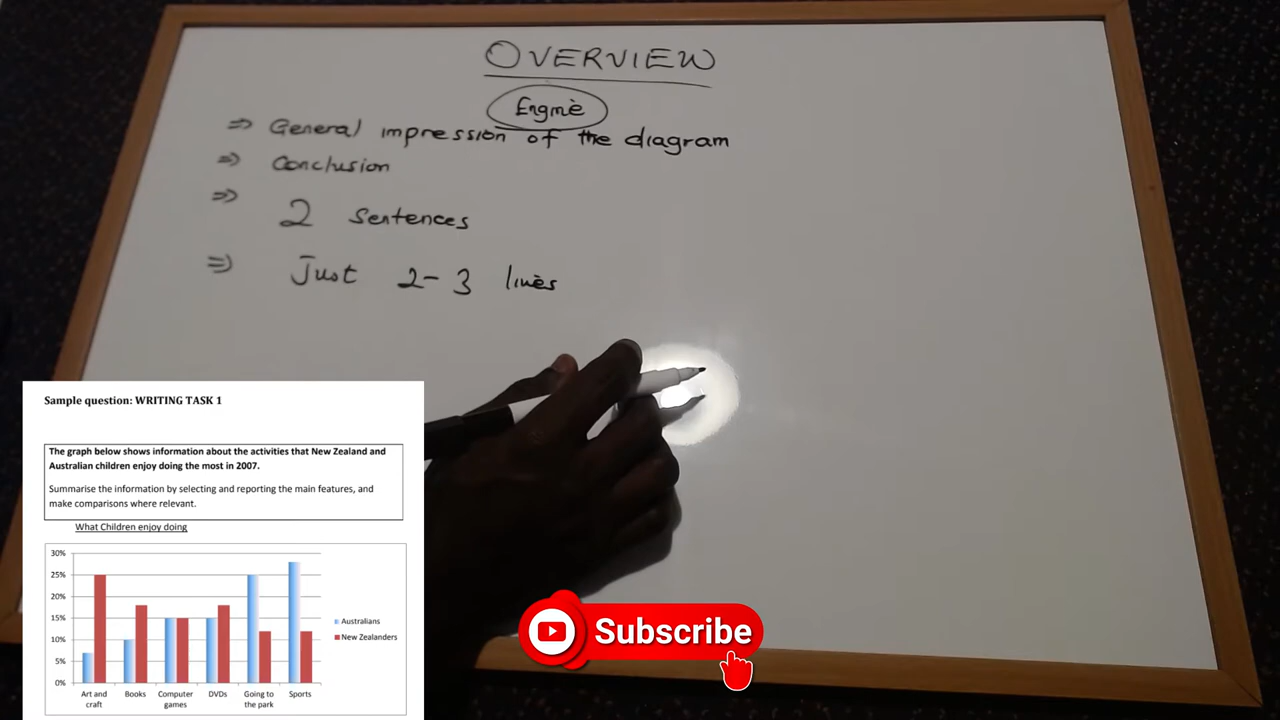 OVERVIEW
Engine
⇒ General impression of the diagram
⇒ Conclusion
⇒ 2 sentences
⇒ Just 2-3 lines
Sample question: WRITING TASK 1
The graph below shows information about the activities that New Zealand and
Australian children enjoy doing the most in 2007.
Summarise the information by selecting and reporting the main features, and
make comparisons where relevant.
What Children enjoy doing
30%
25%
20%
15%
10%
5%
0%
Art and
craft
Books
Computer
games
DVDs
Going to
the park
Sports
Australians
New Zealanders
Subscribe